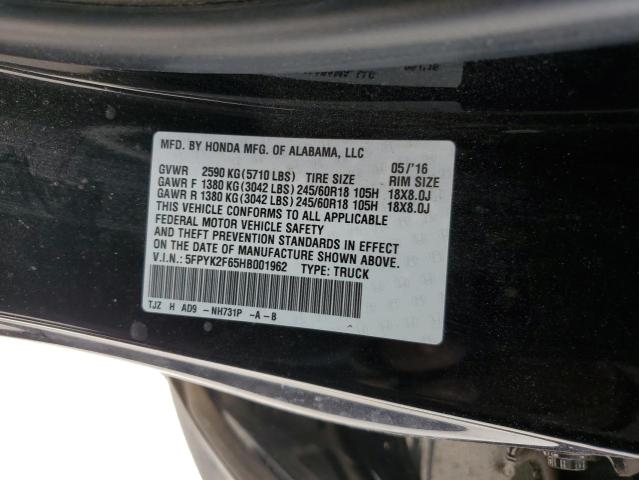 MFD. BY HONDA MFG. OF ALABAMA, LLC 05/'16
GVWR 2590 KG (5710 LBS) TIRE SIZE RIM SIZE
GAWR F 1380 KG (3042 LBS) 245/60R18 105H 18X8.0J
GAWR R 1380 KG (3042 LBS) 245/60R18 105H 18X8.0J
THIS VEHICLE CONFORMS TO ALL APPLICABLE
FEDERAL MOTOR VEHICLE SAFETY
AND THEFT PREVENTION STANDARDS IN EFFECT
ON THE DATE OF MANUFACTURE SHOWN ABOVE.
V.I.N.: 5FPYK2F65HB001962 TYPE: TRUCK
TJZ H AD9 -NH731P -A-B